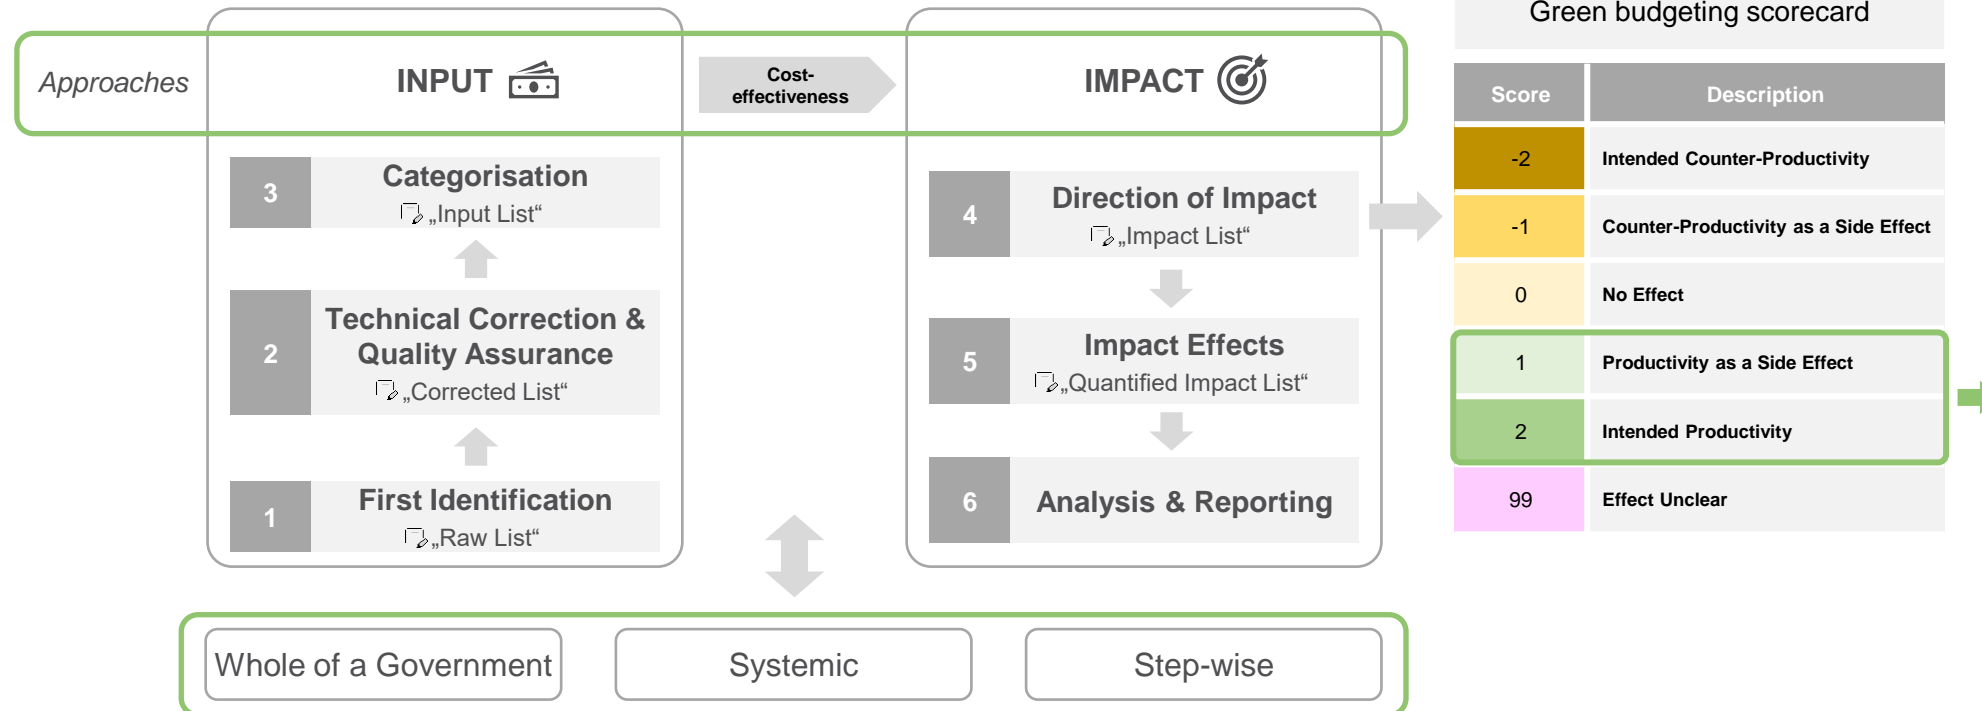 Approaches
INPUT
Cost-
effectiveness
IMPACT
3
Categorisation
„Input List“
2
Technical Correction &
Quality Assurance
„Corrected List“
1
First Identification
„Raw List“
4
Direction of Impact
„Impact List“
5
Impact Effects
„Quantified Impact List“
6
Analysis & Reporting
Whole of a Government
Systemic
Step-wise
Green budgeting scorecard
Score Description
-2 Intended Counter-Productivity
-1 Counter-Productivity as a Side Effect
0 No Effect
1 Productivity as a Side Effect
2 Intended Productivity
99 Effect Unclear